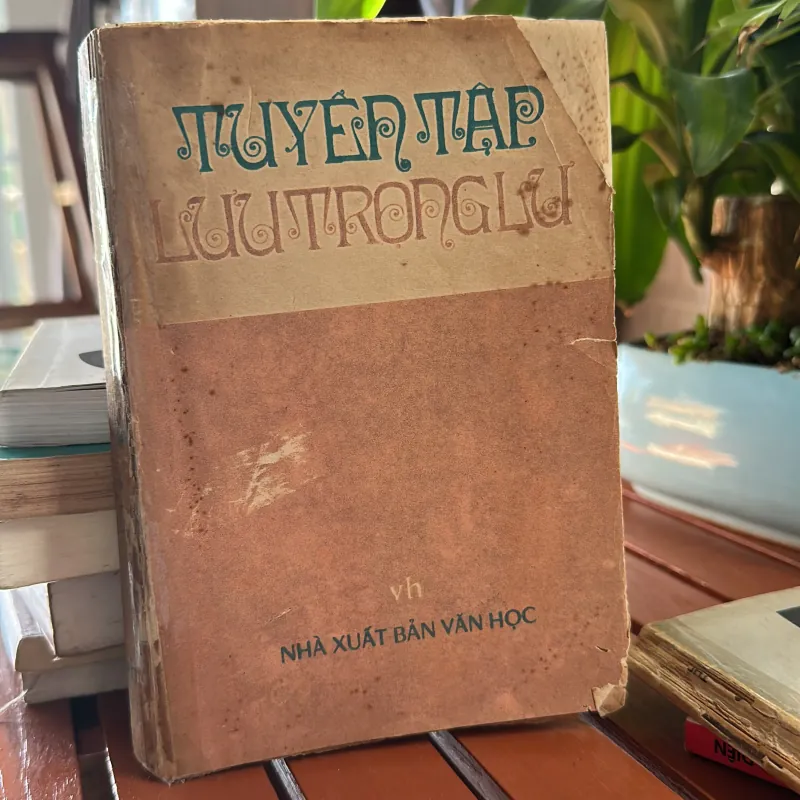 TUYỂN TẬP
LƯU TRỌNG LƯ
vh
NHÀ XUẤT BẢN VĂN HỌC